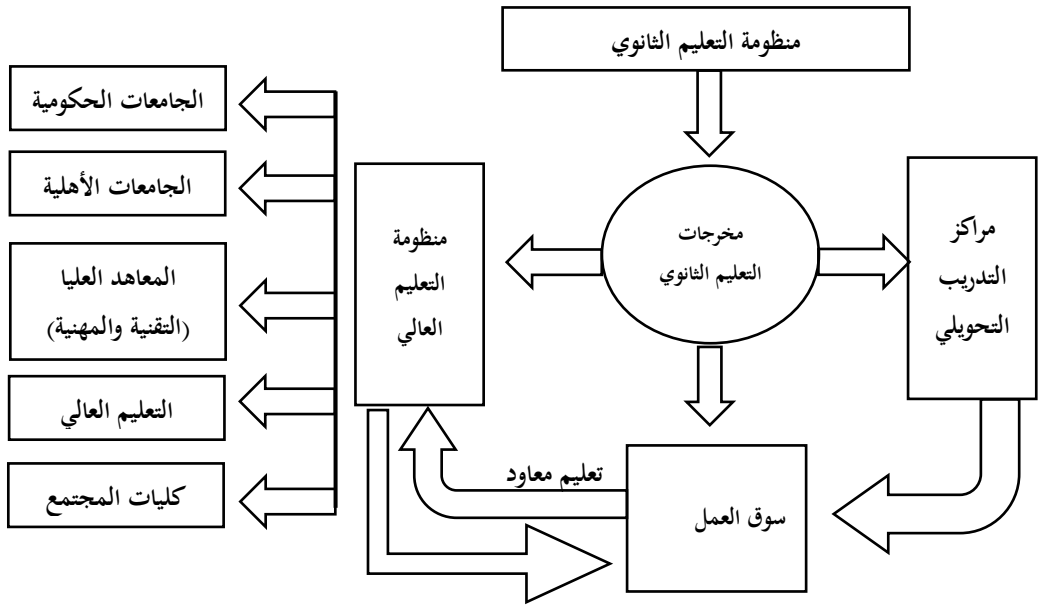 منظومة التعليم الثانوي
مخرجات
التعليم الثانوي
مراكز
التدريب
التحويلي
منظومة
التعليم
العالي
الجامعات الحكومية
الجامعات الأهلية
المعاهد العليا
(التقنية والمهنية)
التعليم العالي
كليات المجتمع
تعليم معاود
سوق العمل